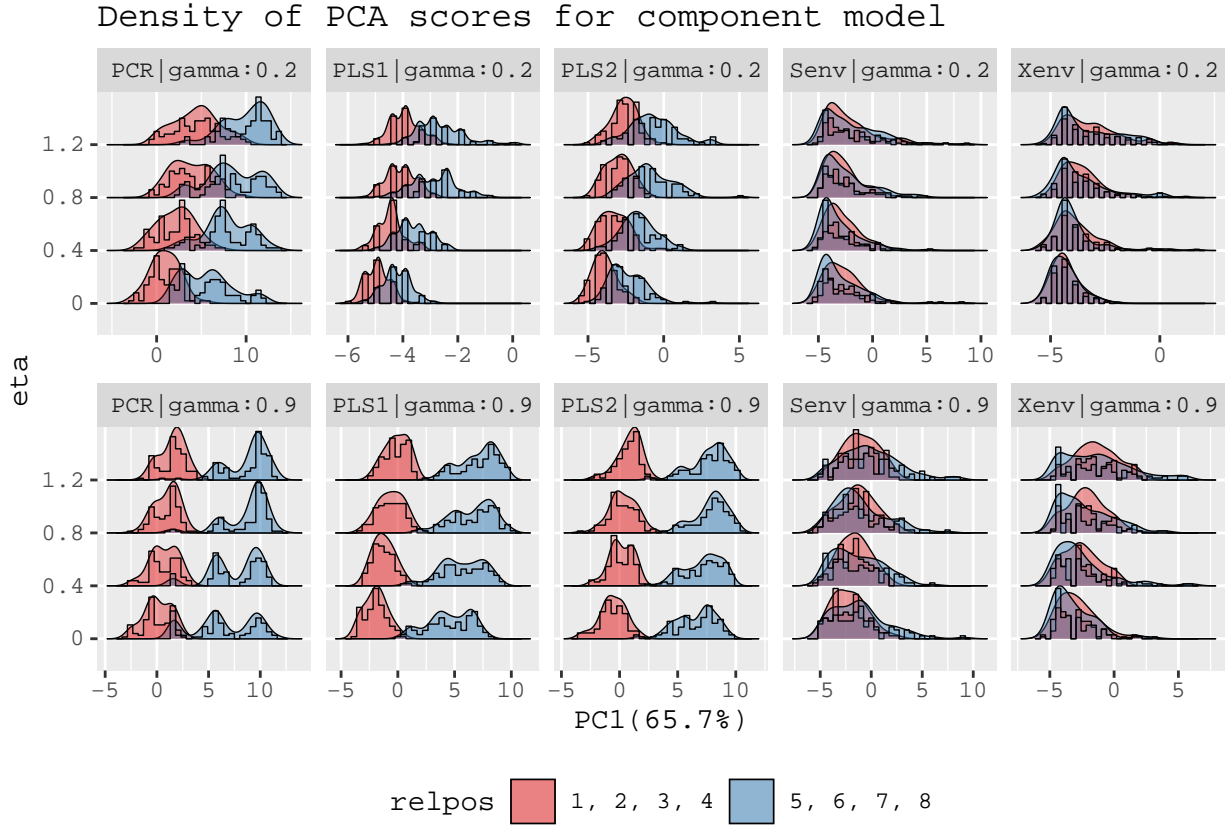 Density of PCA scores for component model
PCR|gamma:0.2 PLS1|gamma:0.2 PLS2|gamma:0.2 Senv|gamma:0.2 Xenv|gamma:0.2
1.2
0.8
0.4
0
0 10 −6 −4 −2 0 −5 0 5 −5 0 5 10 −5 0
eta
PCR|gamma:0.9 PLS1|gamma:0.9 PLS2|gamma:0.9 Senv|gamma:0.9 Xenv|gamma:0.9
1.2
0.8
0.4
0
−5 0 5 10 −5 0 5 10 −5 0 5 10 −5 0 5 10 −5 0 5
PC1(65.7%)
relpos 1, 2, 3, 4 5, 6, 7, 8